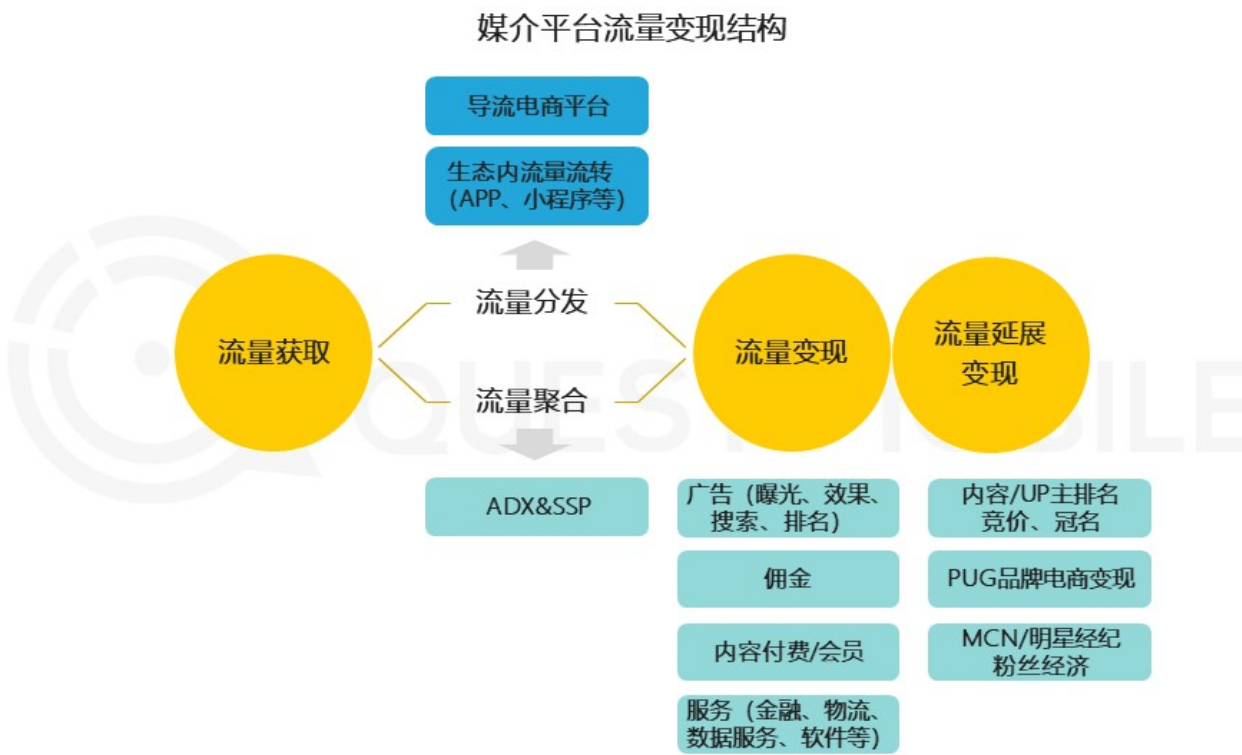 媒介平台流量变现结构
导流电商平台
生态内流量流转
（APP、小程序等）
流量获取
流量分发
流量聚合
ADX&SSP
流量变现
广告（曝光、效果、
搜索、排名）
佣金
内容付费/会员
服务（金融、物流、
数据服务、软件等）
流量延展
变现
内容/UP主排名
竞价、冠名
PUG品牌电商变现
MCN/明星经纪
粉丝经济
QUESTMOBILE